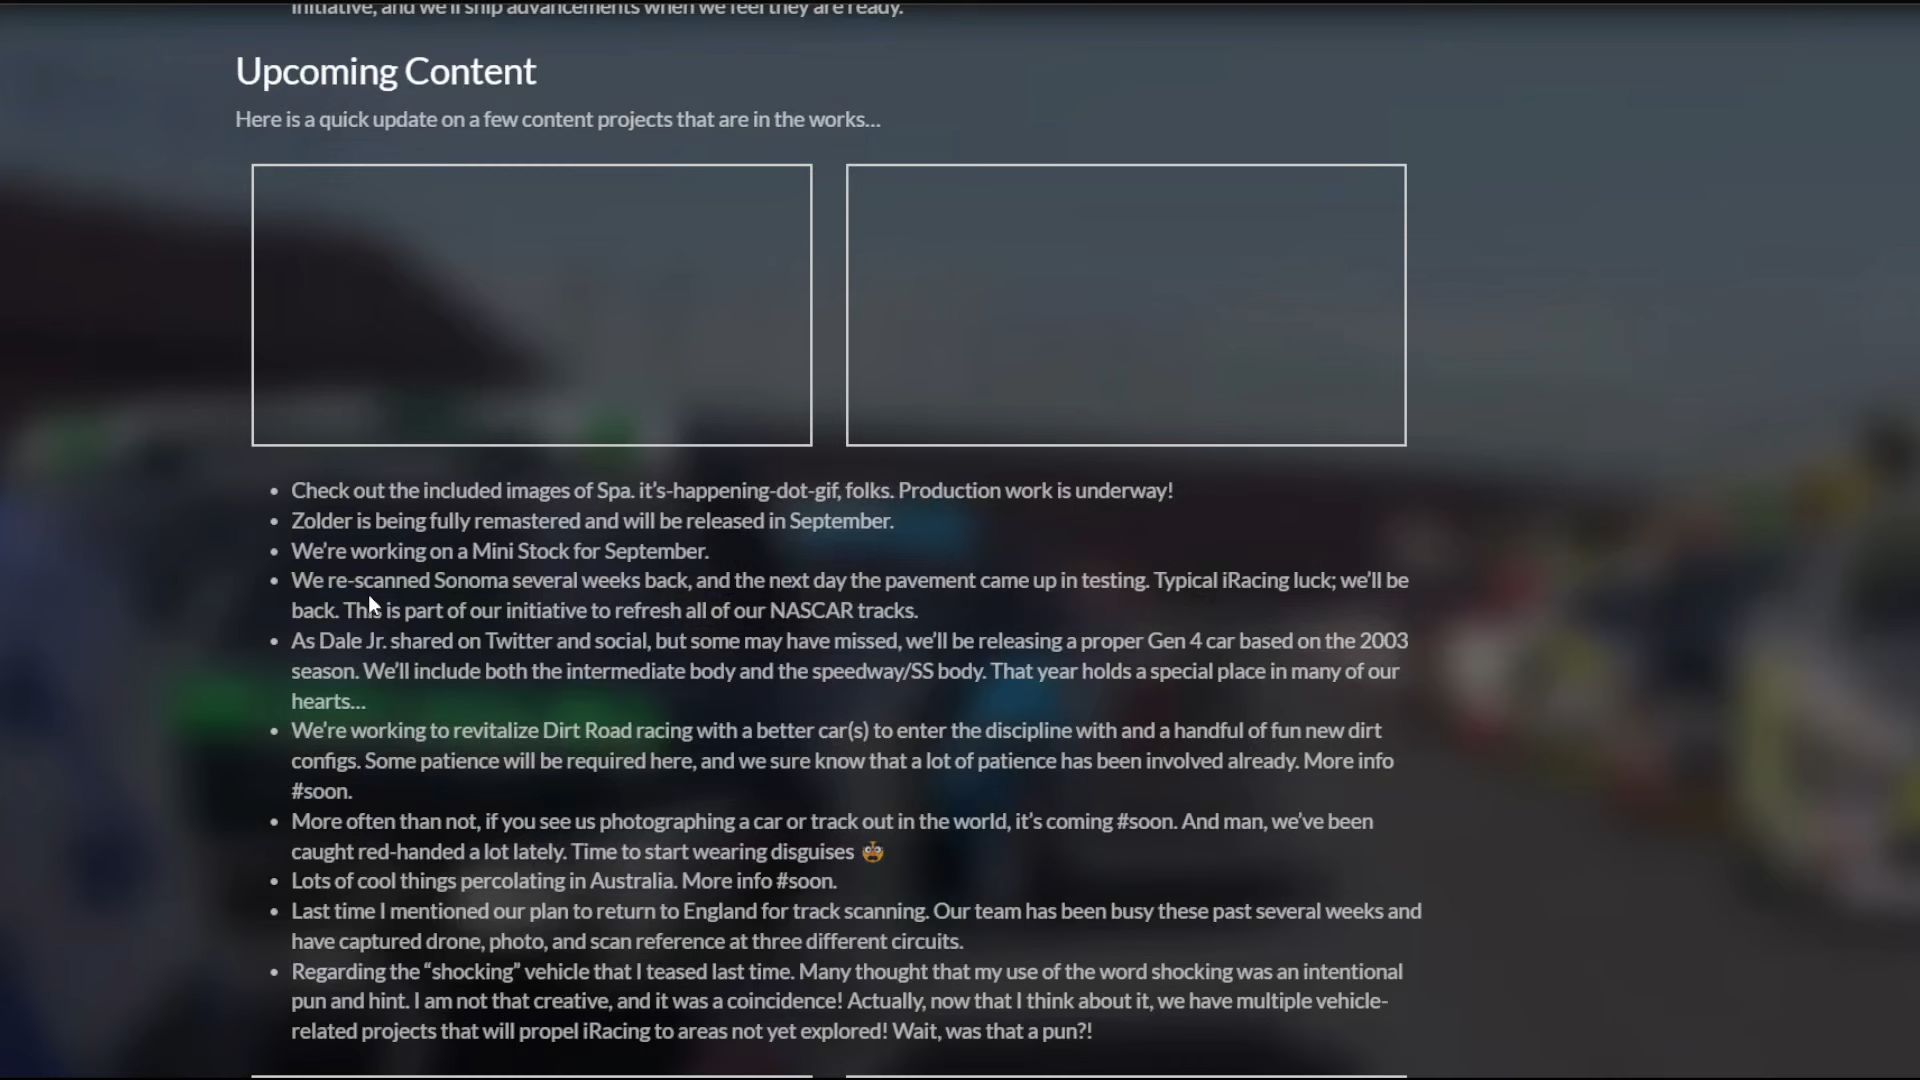 initiative, and we'll ship advancements when we feel they are ready.
Upcoming Content
Here is a quick update on a few content projects that are in the works...
• Check out the included images of Spa. it's-happening-dot-gif, folks. Production work is underway!
• Zolder is being fully remastered and will be released in September.
• We're working on a Mini Stock for September.
• We re-scanned Sonoma several weeks back, and the next day the pavement came up in testing. Typical iRacing luck; we'll be
back. This is part of our initiative to refresh all of our NASCAR tracks.
• As Dale Jr. shared on Twitter and social, but some may have missed, we'll be releasing a proper Gen 4 car based on the 2003
season. We'll include both the intermediate body and the speedway/SS body. That year holds a special place in many of our
hearts...
• We're working to revitalize Dirt Road racing with a better car(s) to enter the discipline with and a handful of fun new dirt
configs. Some patience will be required here, and we sure know that a lot of patience has been involved already. More info
#soon.
• More often than not, if you see us photographing a car or track out in the world, it's coming #soon. And man, we've been
caught red-handed a lot lately. Time to start wearing disguises
• Lots of cool things percolating in Australia. More info #soon.
• Last time I mentioned our plan to return to England for track scanning. Our team has been busy these past several weeks and
have captured drone, photo, and scan reference at three different circuits.
• Regarding the “shocking” vehicle that I teased last time. Many thought that my use of the word shocking was an intentional
pun and hint. I am not that creative, and it was a coincidence! Actually, now that I think about it, we have multiple vehicle-
related projects that will propel iRacing to areas not yet explored! Wait, was that a pun?!